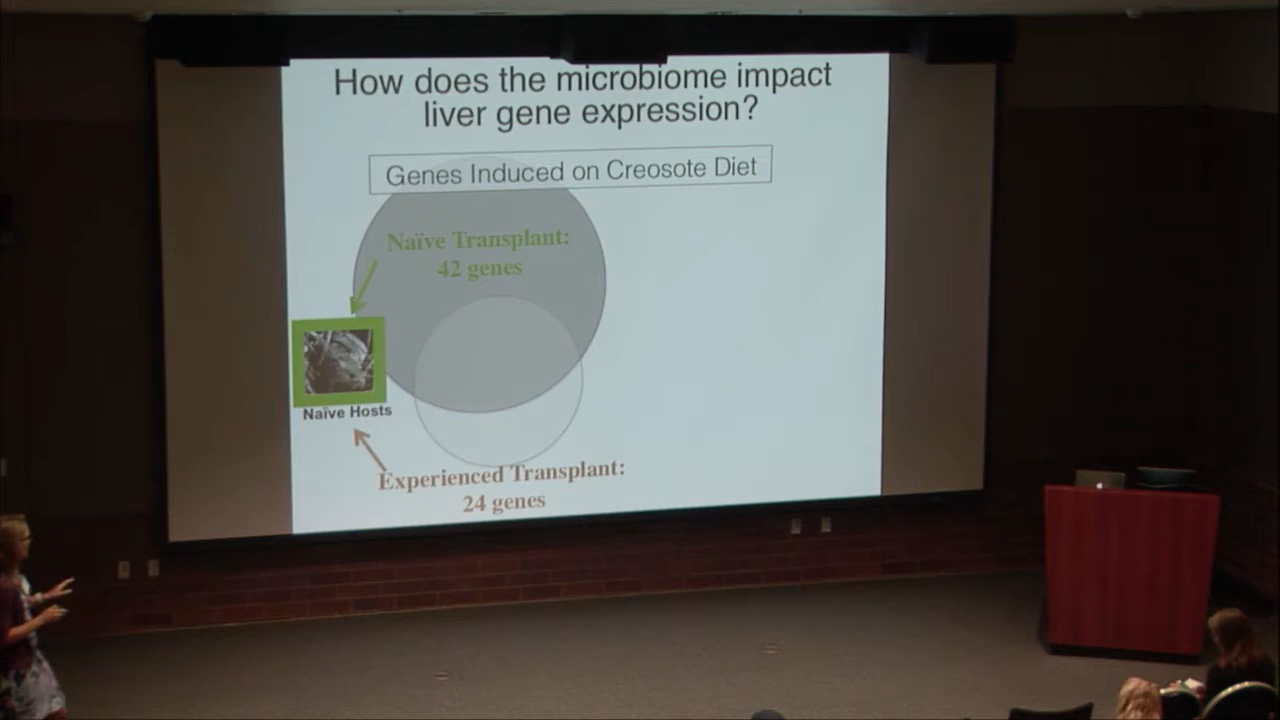 How does the microbiome impact
liver gene expression?
Genes Induced on Creosote Diet
Naïve Transplant:
42 genes
Naïve Hosts
Experienced Transplant:
24 genes